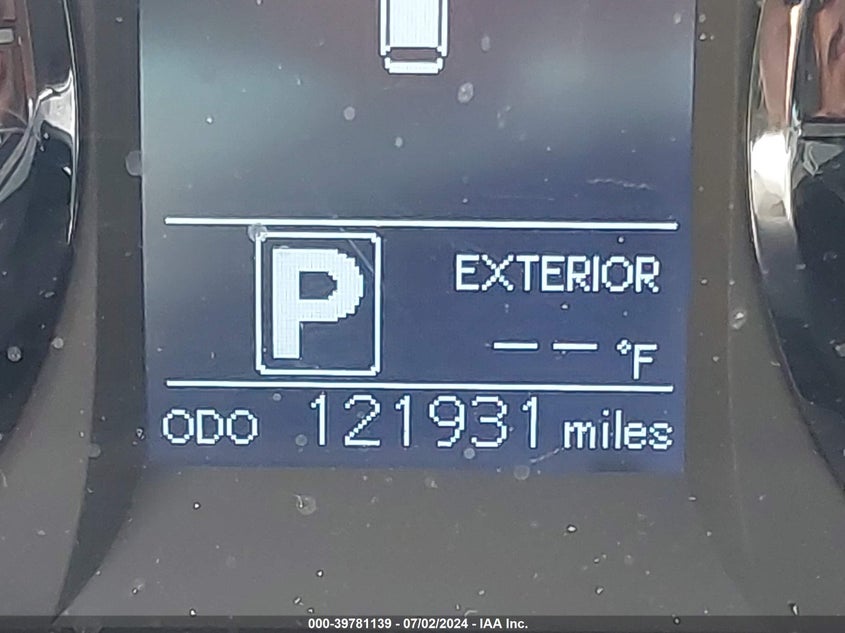 P
EXTERIOR
-- °F
ODO 121931 miles
000-39781139 - 07/02/2024 - IAA Inc.